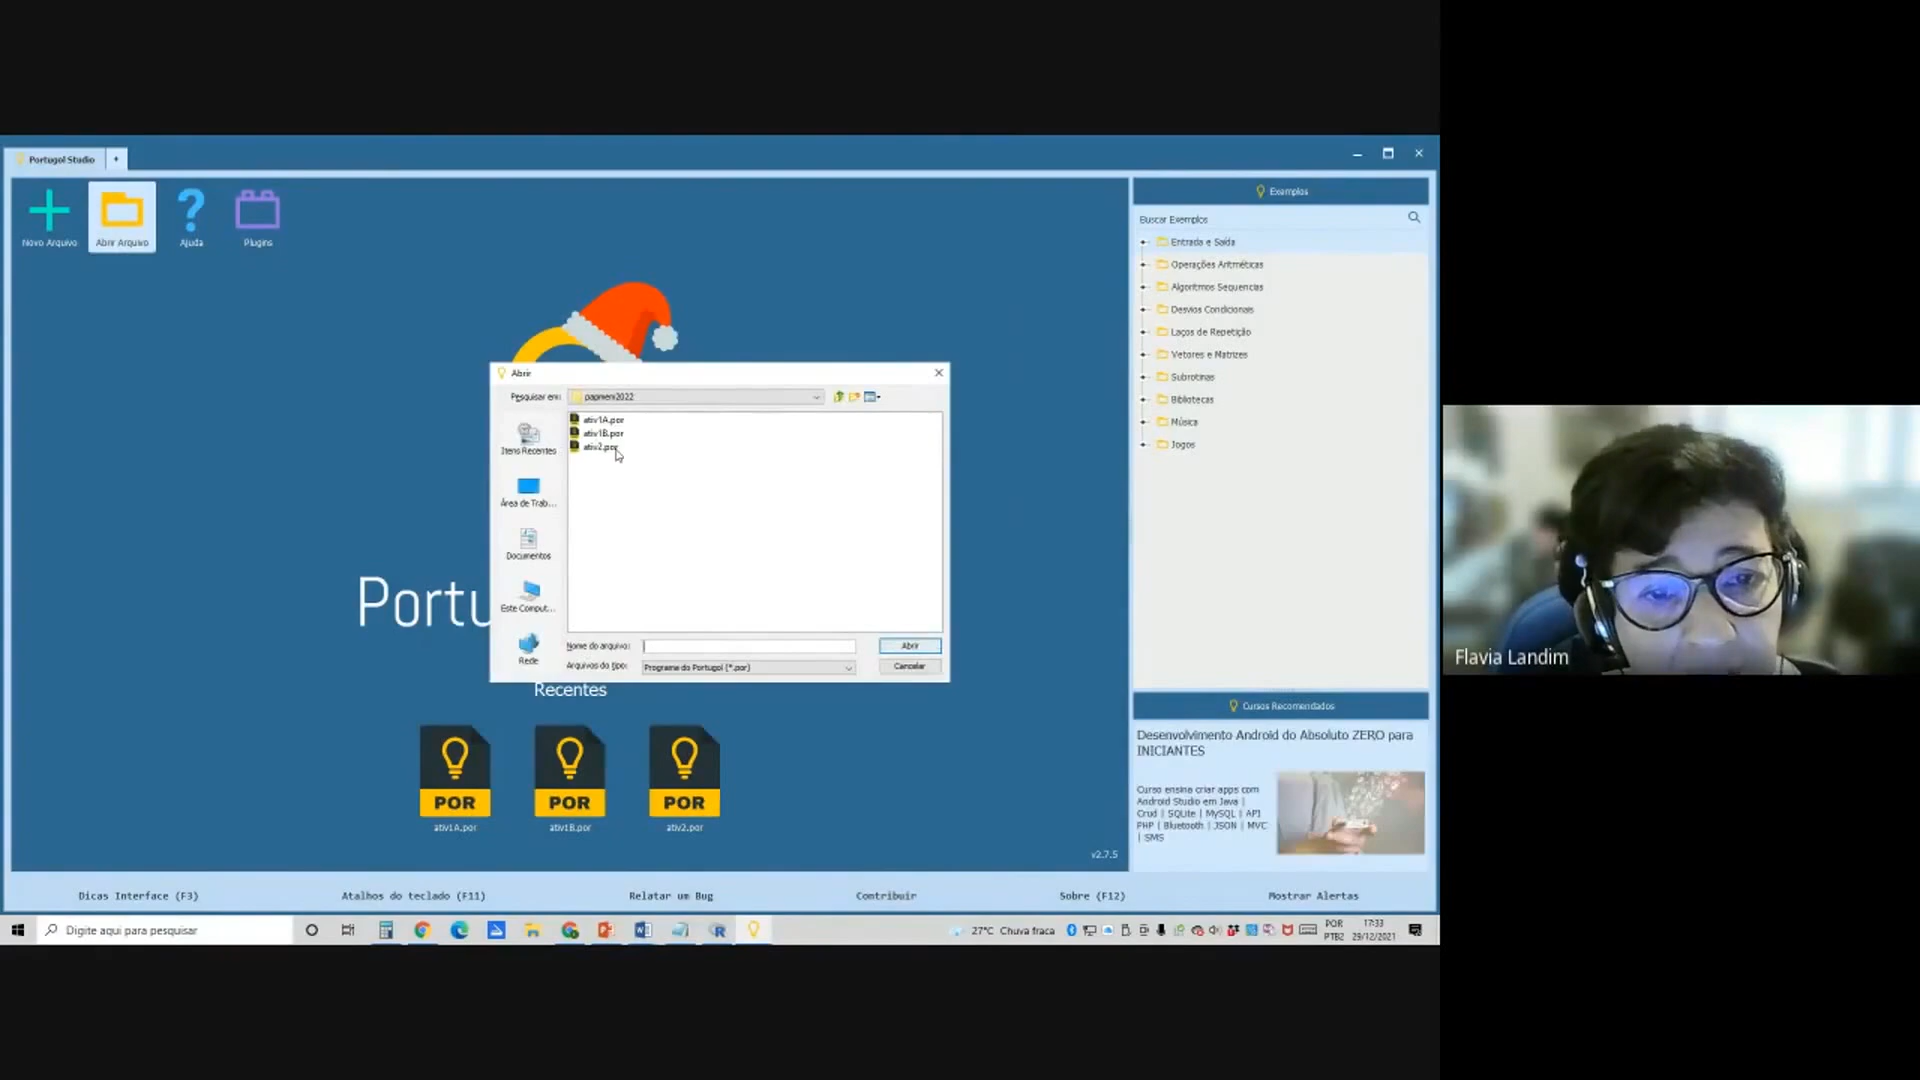 Portugol Studio
+
Novo Arquivo
Abrir Arquivo
Ajuda
Plugins
Abrir
Pesquisar em:
papmem2022
ativ1A.por
ativ1B.por
ativ2.por
Itens Recentes
Área de Trab...
Documentos
Este Comput...
Rede
Nome do arquivo:
Abrir
Arquivos do tipo:
Programa do Portugol (*.por)
Cancelar
Portu
Recentes
POR
POR
POR
ativ1A.por
ativ1B.por
ativ2.por
v2.7.5
Exemplos
Buscar Exemplos
Entrada e Saída
Operações Aritméticas
Algoritmos Sequencias
Desvios Condicionais
Laços de Repetição
Vetores e Matrizes
Subrotinas
Bibliotecas
Música
Jogos
Cursos Recomendados
Desenvolvimento Android do Absoluto ZERO para
INICIANTES
Curso ensina criar apps com
Android Studio em Java |
Crud | SQLite | MySQL | API
PHP | Bluetooth | JSON | MVC
| SMS
Dicas Interface (F3)
Atalhos do teclado (F11)
Relatar um Bug
Contribuir
Sobre (F12)
Mostrar Alertas
Digite aqui para pesquisar
27°C Chuva fraca
POR
PTB2
17:33
29/12/2021
Flavia Landim